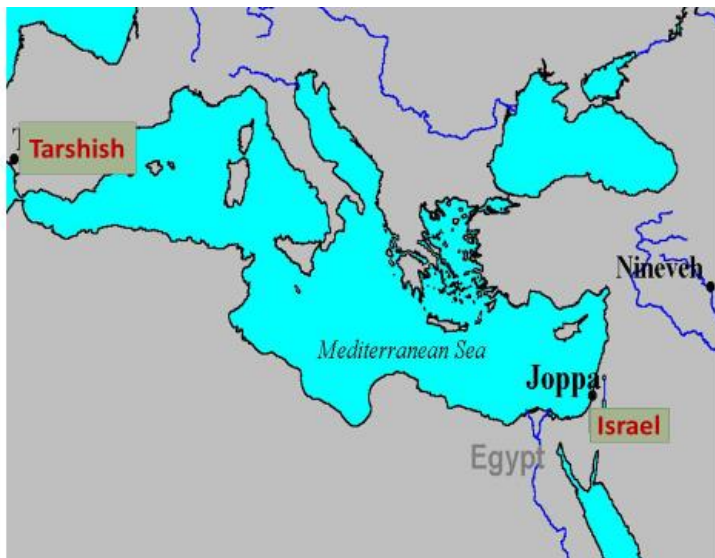 Tarshish
Nineveh
Mediterranean Sea
Joppa
Israel
Egypt